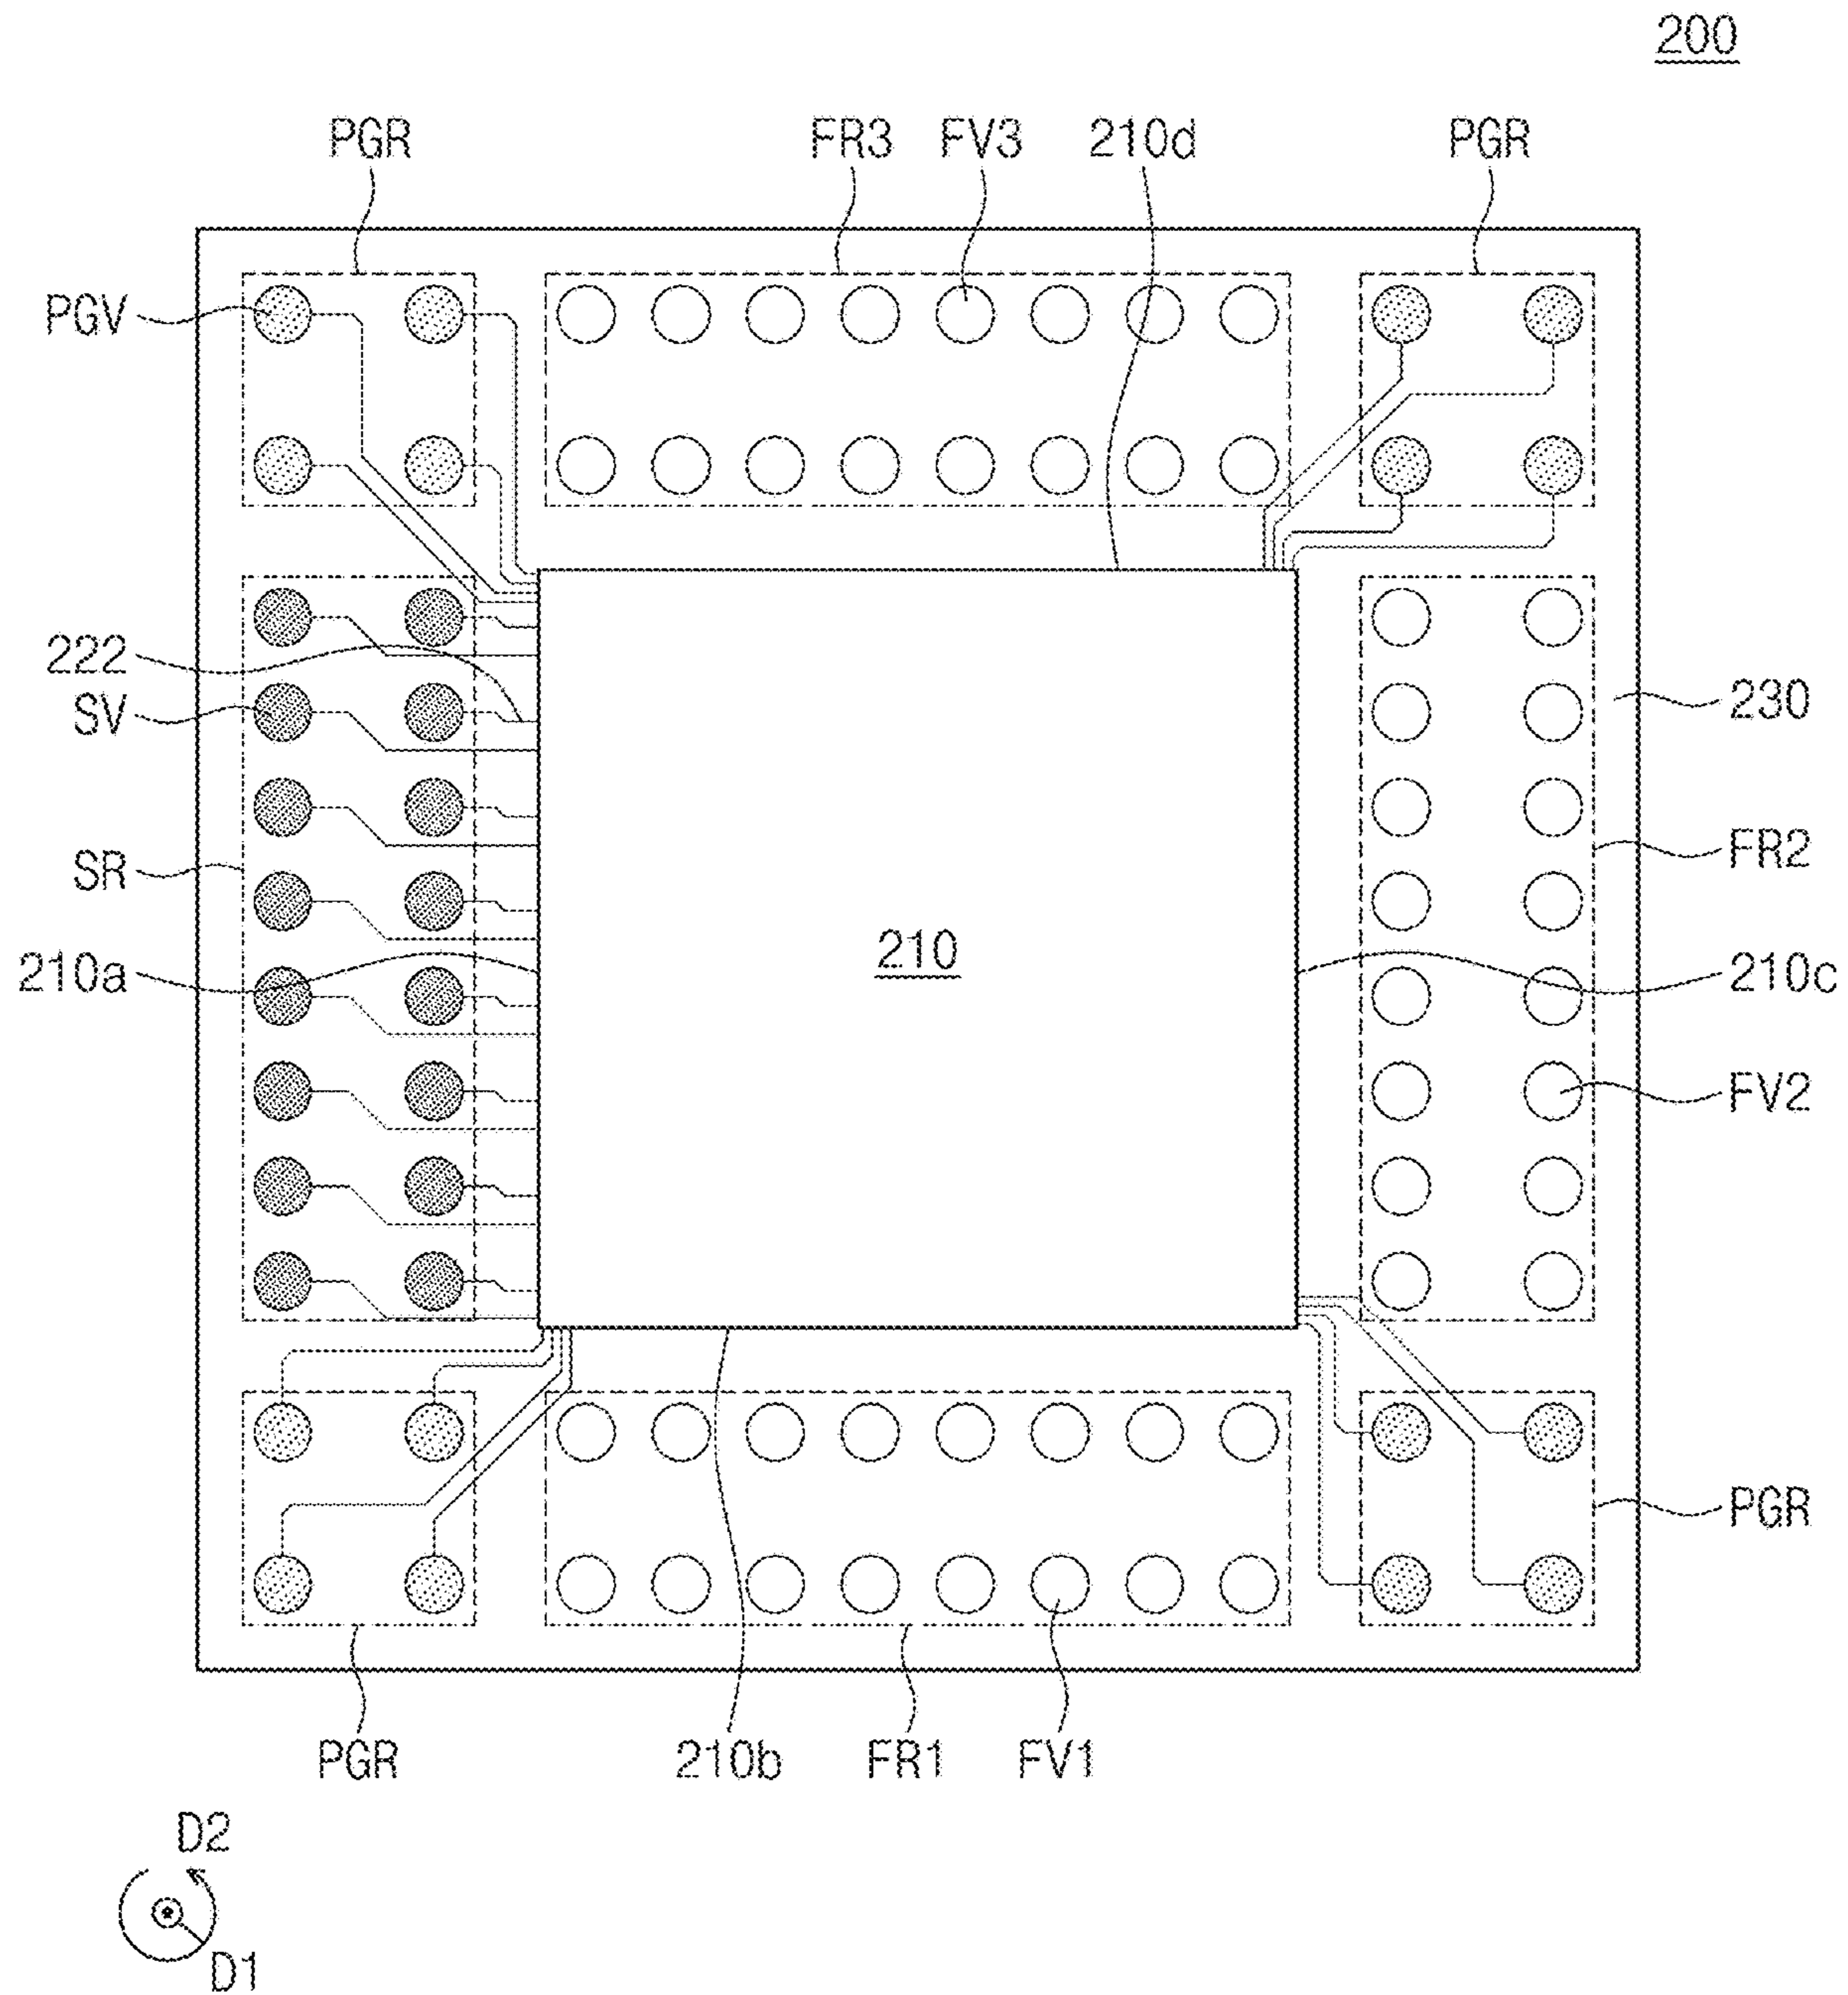 200
PGR FR3 FV3 210d PGR
PGV
222
SV
230
SR
FR2
210a
210
210c
FV2
PGR
PGR 210b FR1 FV1
D2
D1